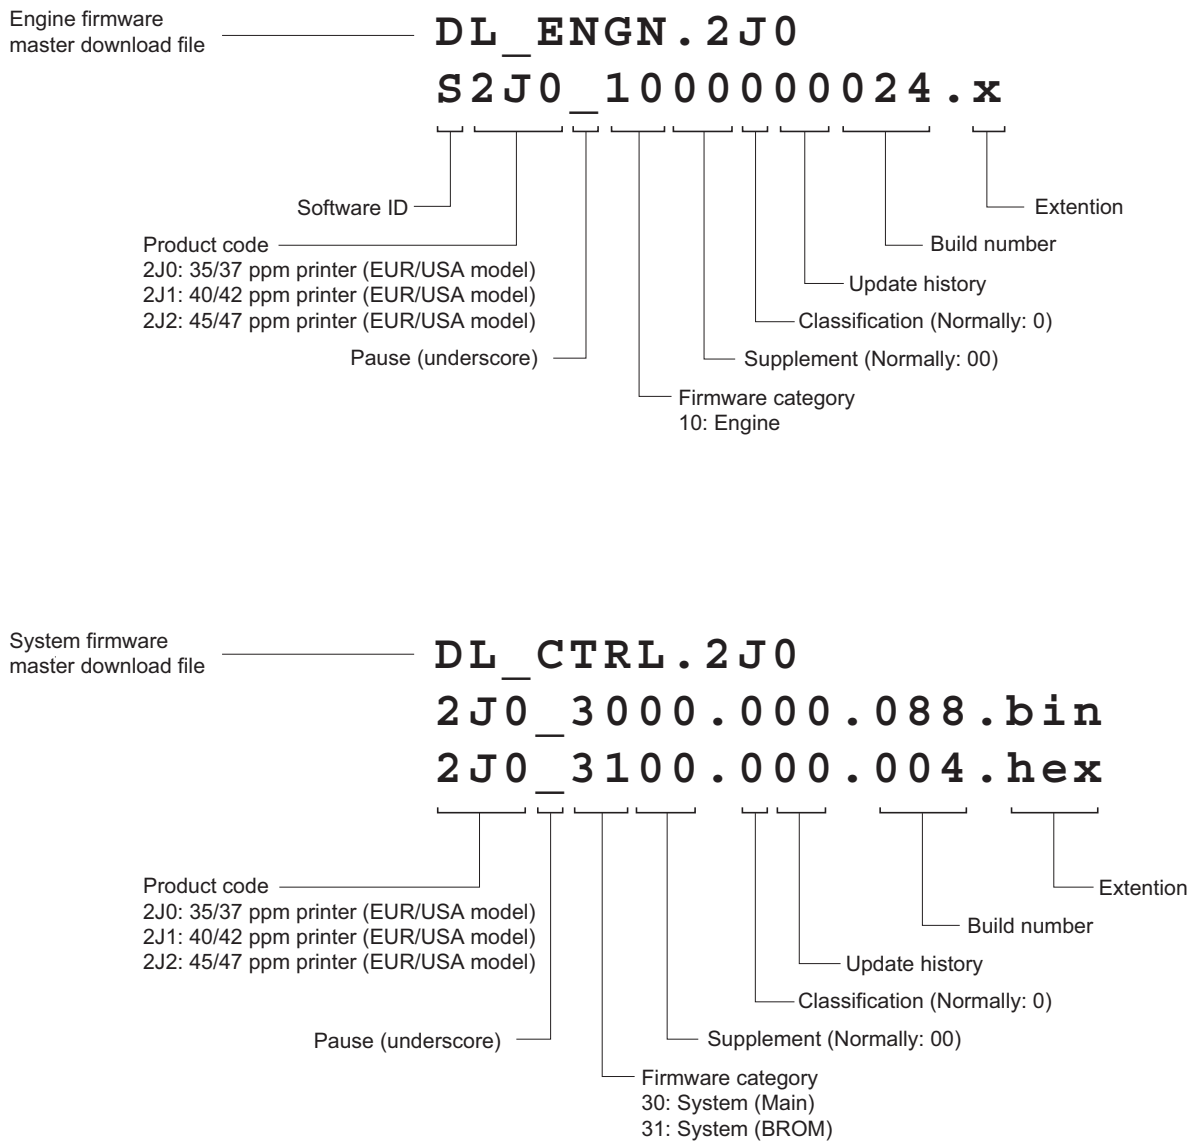 Engine firmware
master download file
DL_ENGN.2J0
S2J0_1000000024.x
Software ID
Extention
Product code
2J0: 35/37 ppm printer (EUR/USA model)
2J1: 40/42 ppm printer (EUR/USA model)
2J2: 45/47 ppm printer (EUR/USA model)
Build number
Update history
Classification (Normally: 0)
Pause (underscore)
Supplement (Normally: 00)
Firmware category
10: Engine
System firmware
master download file
DL_CTRL.2J0
2J0_3000.000.088.bin
2J0_3100.000.004.hex
Product code
2J0: 35/37 ppm printer (EUR/USA model)
2J1: 40/42 ppm printer (EUR/USA model)
2J2: 45/47 ppm printer (EUR/USA model)
Extention
Build number
Update history
Classification (Normally: 0)
Pause (underscore)
Supplement (Normally: 00)
Firmware category
30: System (Main)
31: System (BROM)